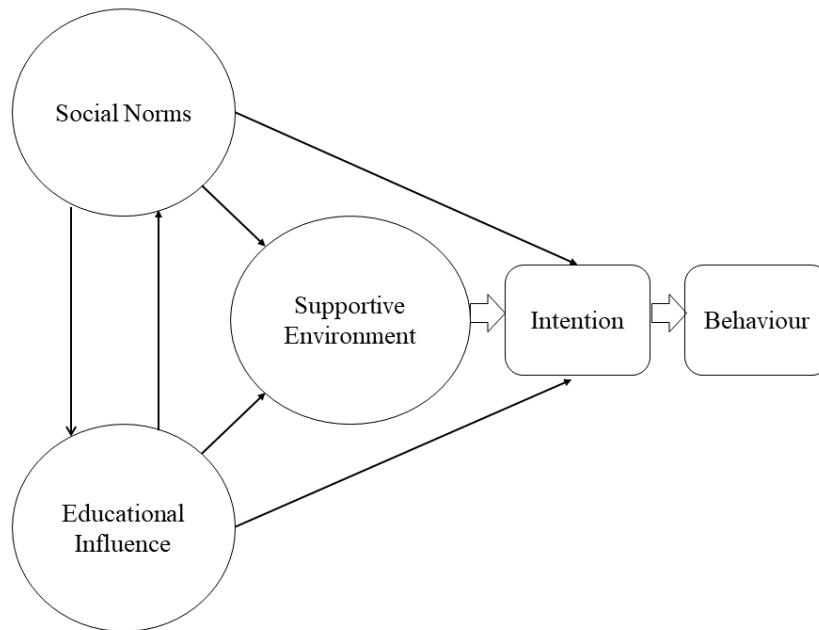 Social Norms
Supportive
Environment
Intention
Behaviour
Educational
Influence